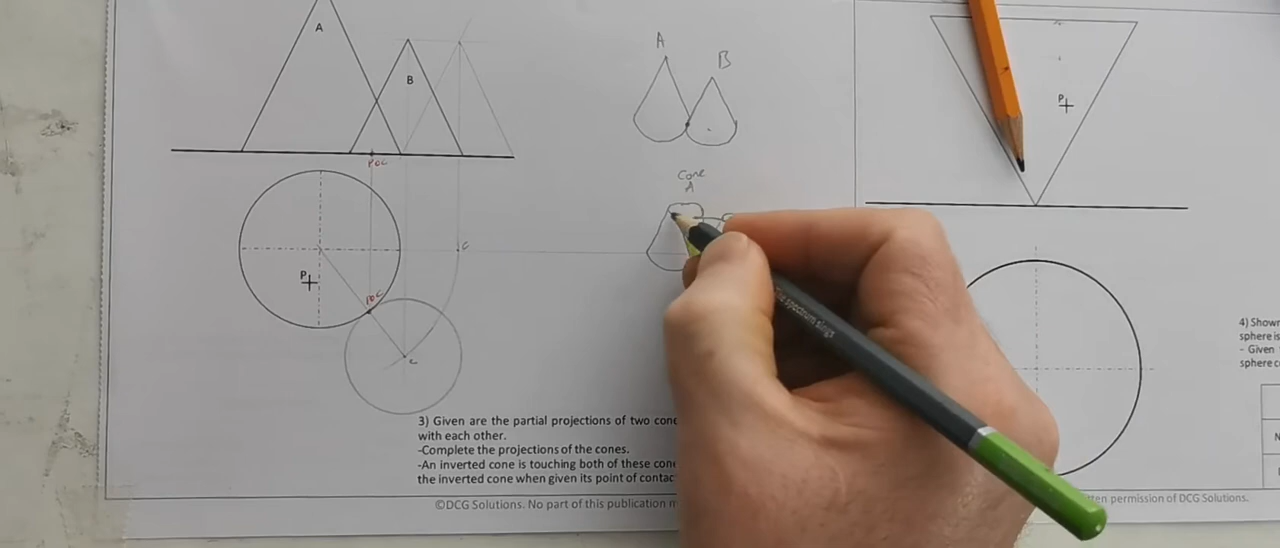 A
B
POC
C
P
POC
C
3) Given are the partial projections of two cone
with each other.
-Complete the projections of the cones.
-An inverted cone is touching both of these cone
the inverted cone when given its point of contac
©DCG Solutions. No part of this publication
A
B
Cone
A
P
4) Shown
sphere is
- Given
sphere c
N
ten permission of DCG Solutions.